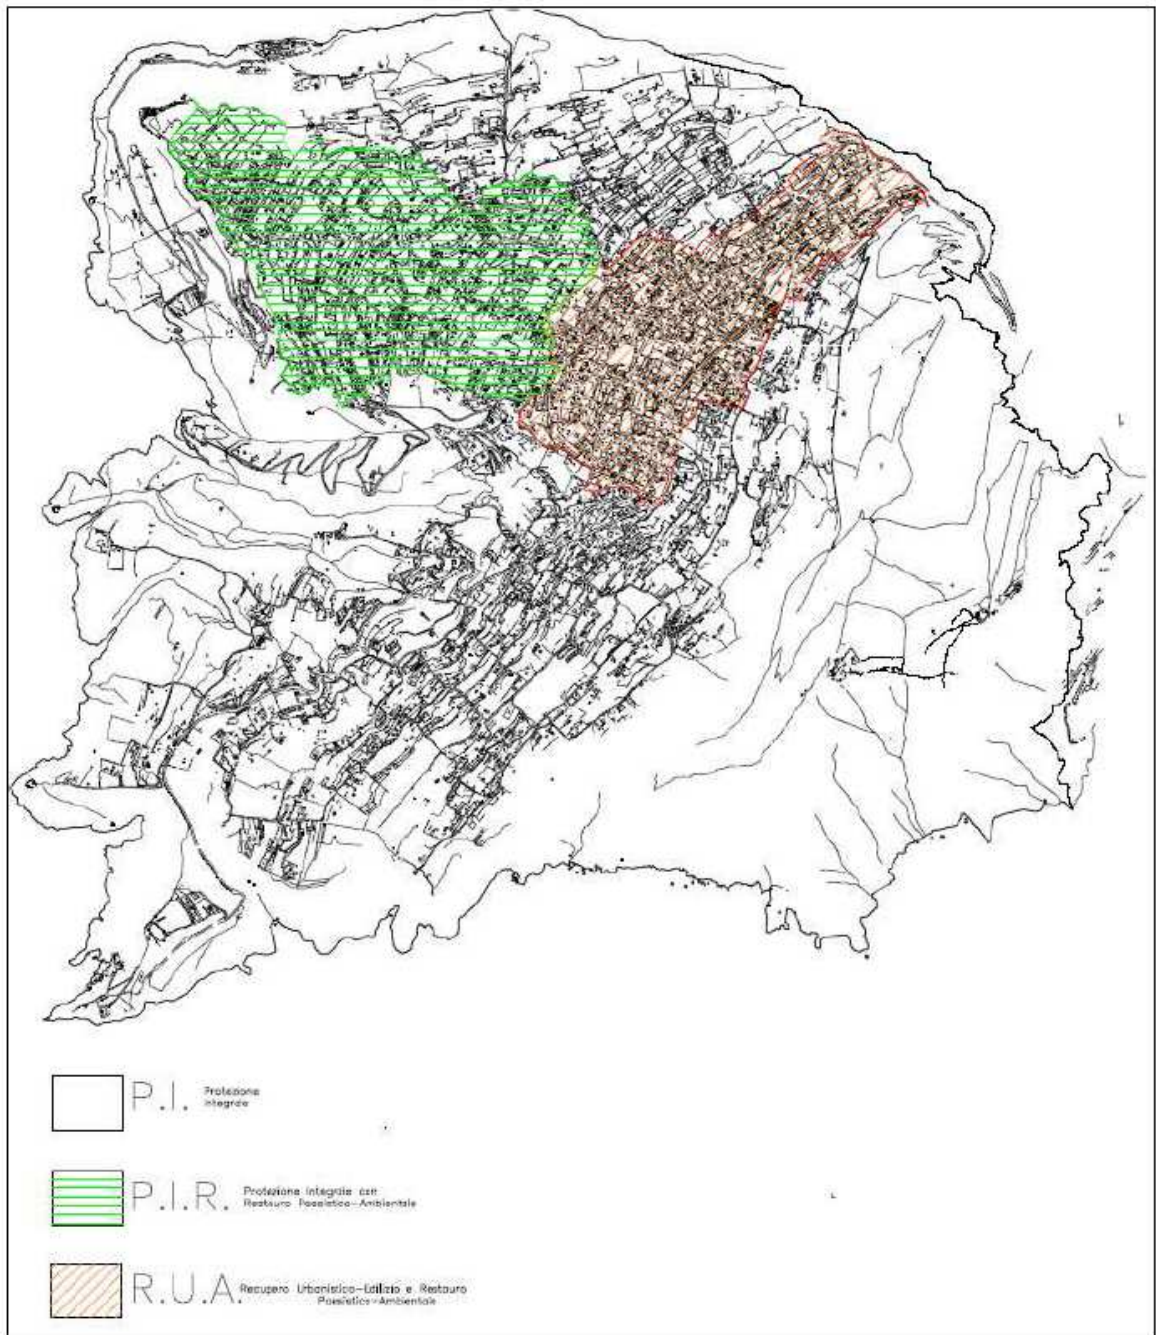 P.I. Protezione
Integrale
P.I.R. Protezione Integrale con
Restauro Paesistico-Ambientale
R.U.A. Recupero Urbanistico-Edilizio e Restauro
Paesistico-Ambientale